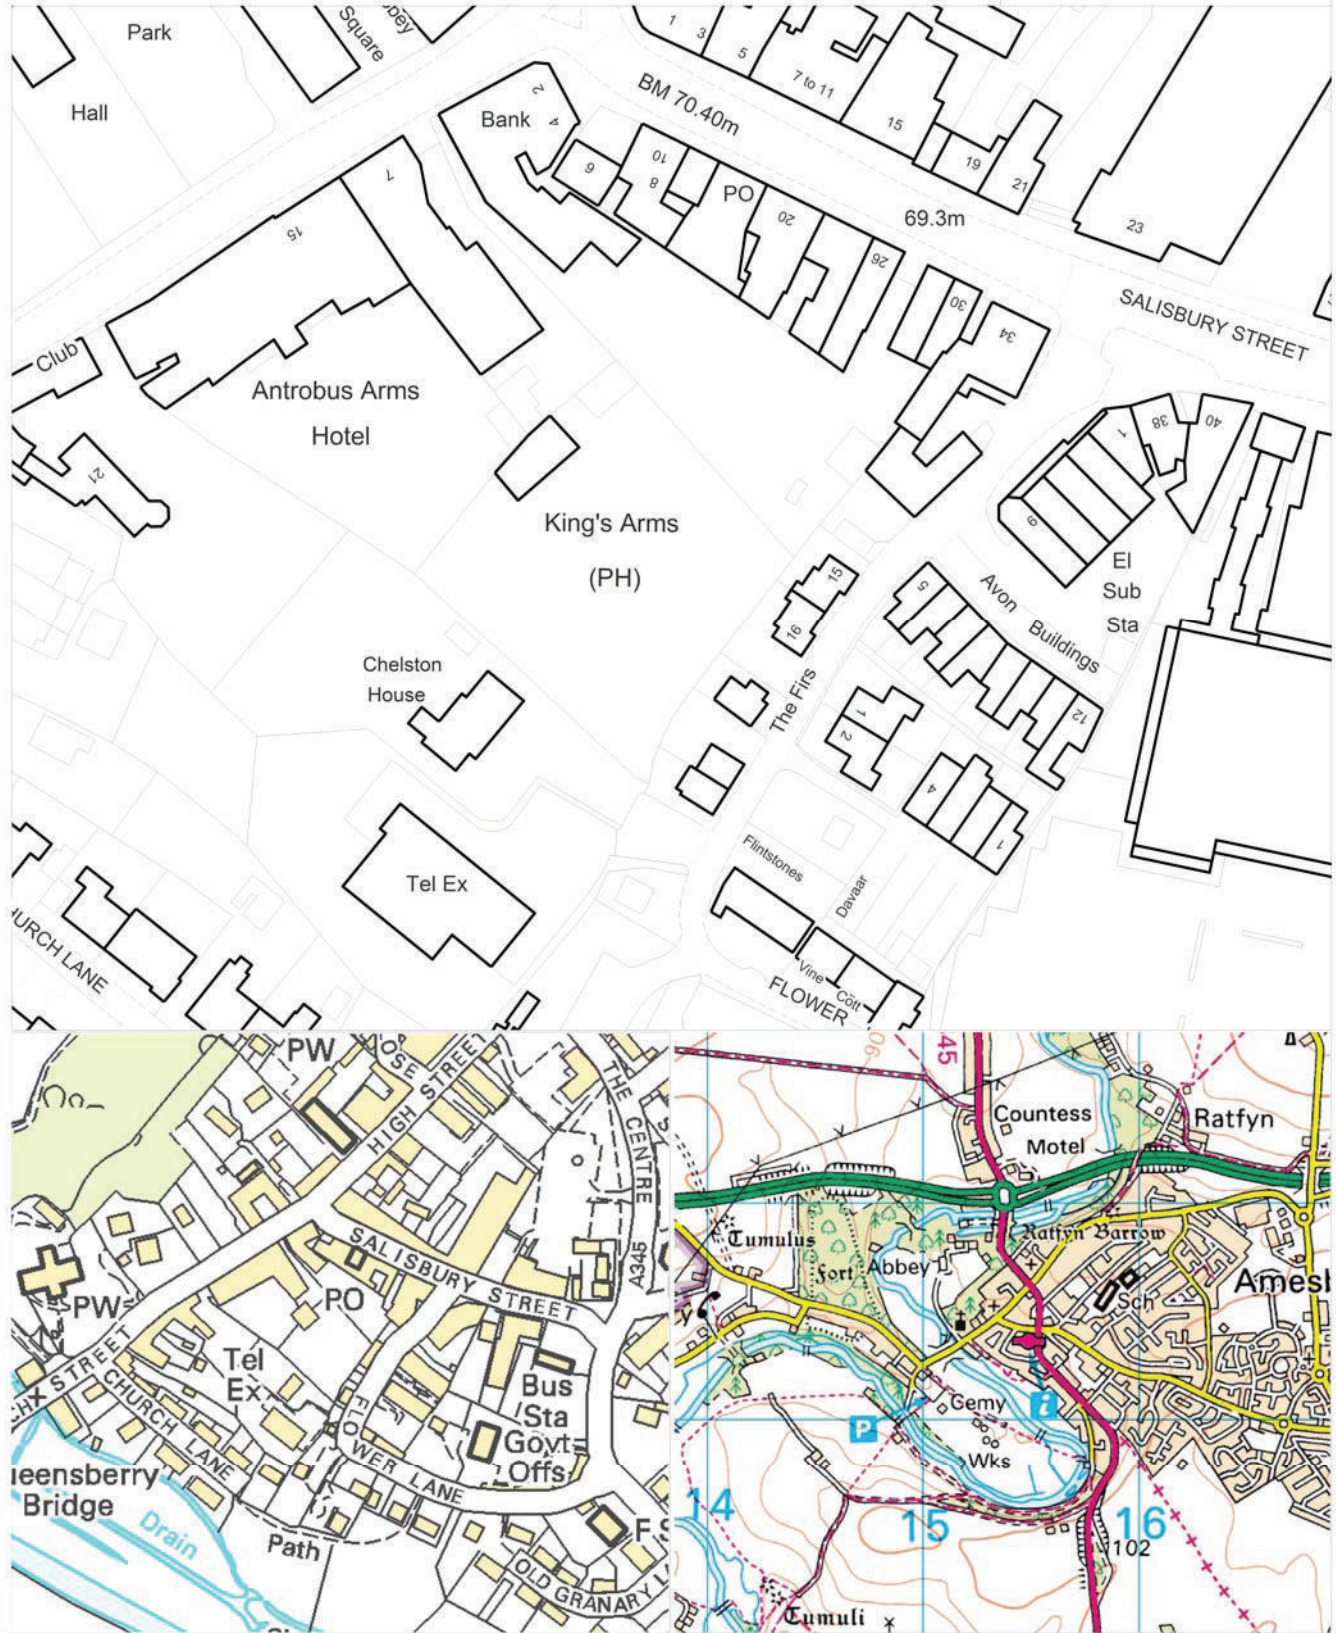 Park
Abbey
Square
Hall
1
3
5
7 to 11
15
BM 70.40m
2
4
Bank
6
10
8
PO
20
26
19
21
69.3m
23
7
15
30
34
SALISBURY STREET
Club
Antrobus Arms
Hotel
21
1
38
40
9
King's Arms
(PH)
El
Sub
Sta
15
16
5
Avon
Buildings
12
Chelston
House
The Firs
1
2
4
1
Tel Ex
Flintstones
Davaar
Vine
Cott
FLOWER
HURCH LANE
PW
OSE
HIGH STREET
THE CENTRE
A345
SALISBURY STREET
PW
PO
STREET
CHURCH LANE
Tel
Ex
FLOWER LANE
Bus
Sta
Govt
Offs
ueensberry
Bridge
Drain
Path
F S
OLD GRANARY
45
90
Countess
Motel
Ratfyn
Tumulus
Fort
Abbey
Ratfyn Barrow
Sch
Amesb
P
Cemy
i
Wks
14
15
16
102
Tumuli